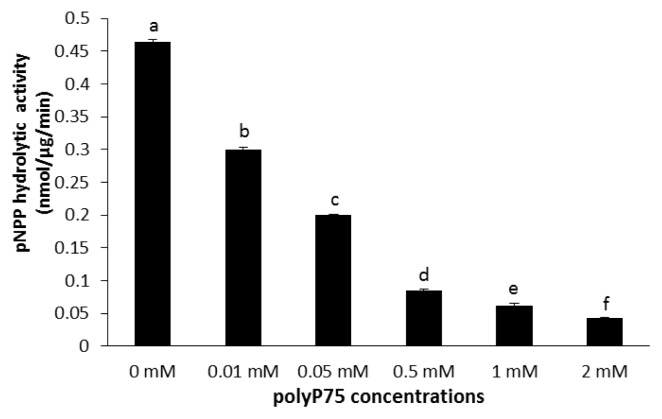 pNPP hydrolytic activity
(nmol/µg/min)
0.5
0.45
0.4
0.35
0.3
0.25
0.2
0.15
0.1
0.05
0
a
b
c
d
e
f
0 mM
0.01 mM
0.05 mM
0.5 mM
1 mM
2 mM
polyP75 concentrations